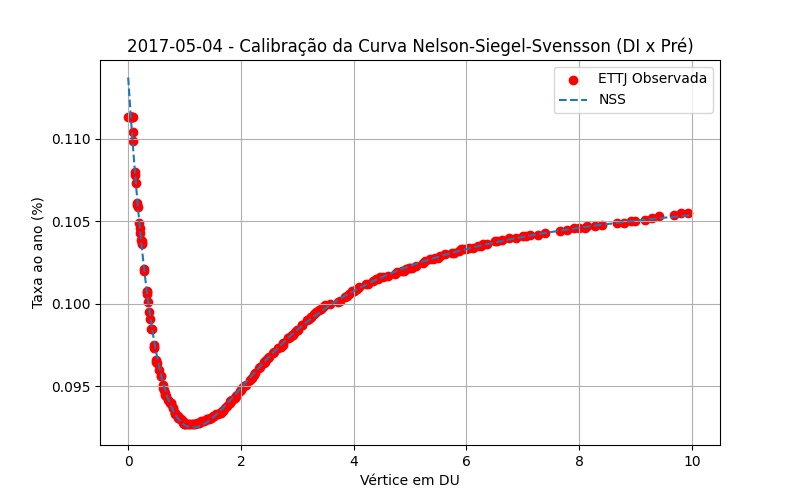 2017-05-04 - Calibração da Curva Nelson-Siegel-Svensson (DI x Pré)
ETTJ Observada
NSS
Taxa ao ano (%)
0.110
0.105
0.100
0.095
0 2 4 6 8 10
Vértice em DU